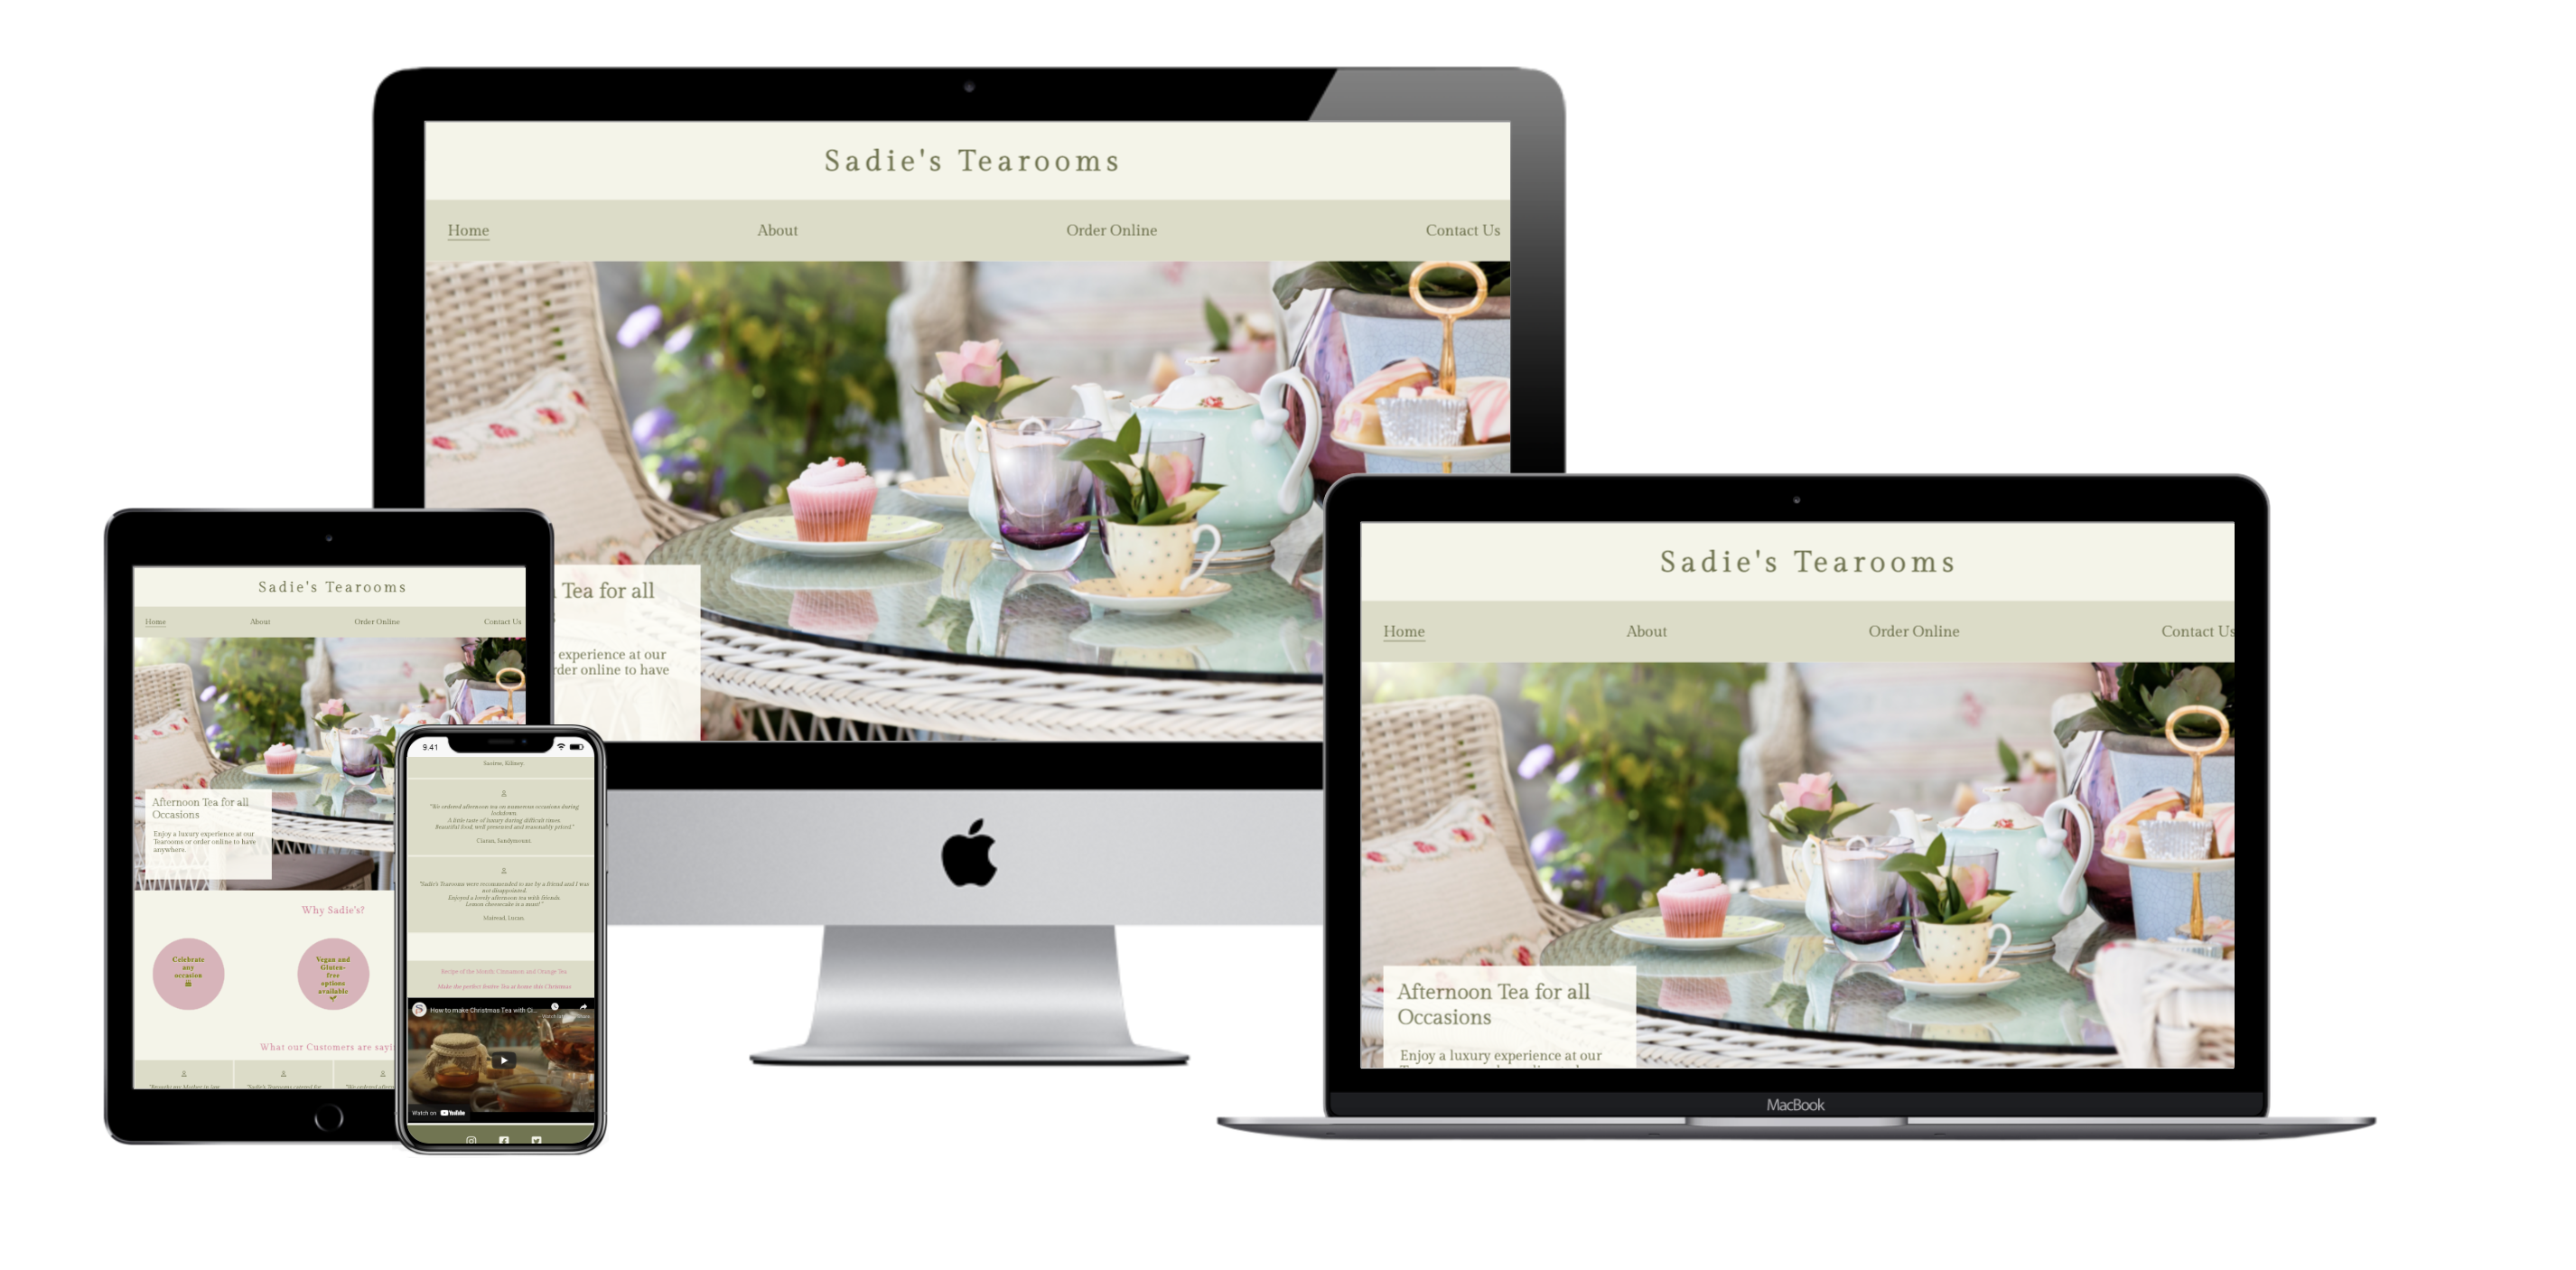 Sadie's Tearooms
Home About Order Online Contact Us
Tea for all
experience at our
rder online to have
Sadie's Tearooms
Home About Order Online Contact Us
Afternoon Tea for all
Occasions
Enjoy a luxury experience at our
Tearooms or order online to have
anywhere.
Why Sadie's?
Celebrate
any
occasion
Vegan and
Gluten-
free
options
available
What our Customers are sayi
9.41
"We ordered afternoon tea on numerous occasions during
lockdown.
A little taste of luxury during difficult times.
Beautiful food, well presented and reasonably priced."
Ciaran, Sandymount.
"Sadie's Tearooms were recommended to me by a friend and I was
not disappointed.
Enjoyed a lovely afternoon tea with friends.
Lemon cheesecake is a must!"
Mairead, Lucan.
Recipe of the Month: Cinnamon and Orange Tea
Make the perfect festive Tea at home this Christmas
How to make Christmas Tea with Ci...
Watch on YouTube
Sadie's Tearooms
Home About Order Online Contact Us
Afternoon Tea for all
Occasions
Enjoy a luxury experience at our
MacBook